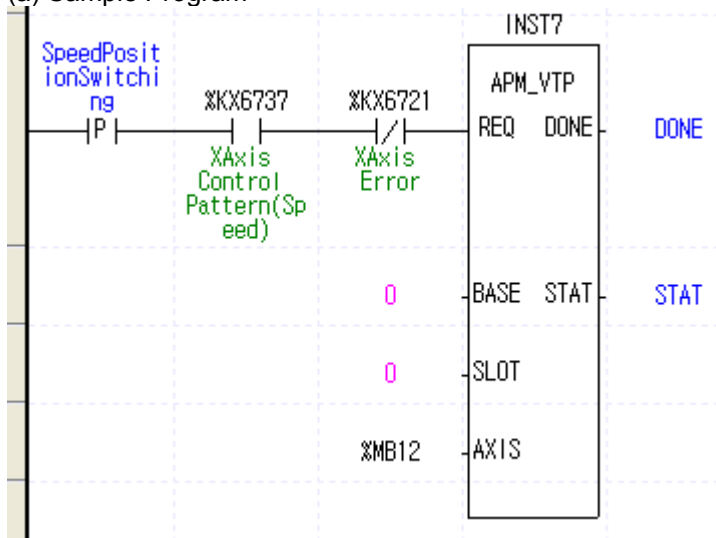 (a) Sample Program
INST7
SpeedPosit
ionSwitchi
ng
%KX6737
%KX6721
APM_VTP
P
REQ DONE
DONE
XAxis
Control
Pattern(Sp
eed)
XAxis
Error
0
BASE STAT
STAT
0
SLOT
%MB12
AXIS